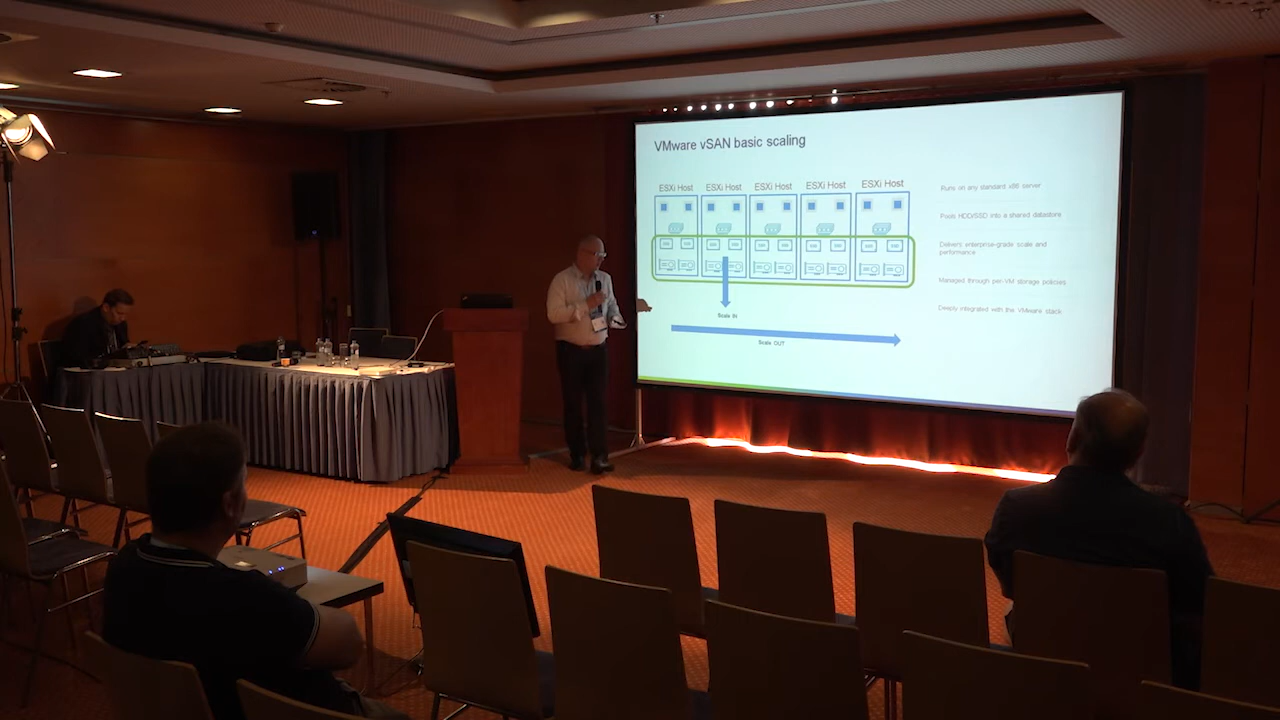 VMware vSAN basic scaling
ESXi Host ESXi Host ESXi Host ESXi Host ESXi Host
Runs on any standard x86 server
Pools HDD/SSD into a shared datastore
Delivers enterprise-grade scale and
performance
Managed through per-VM storage policies
Deeply integrated with the VMware stack
Scale IN
Scale OUT